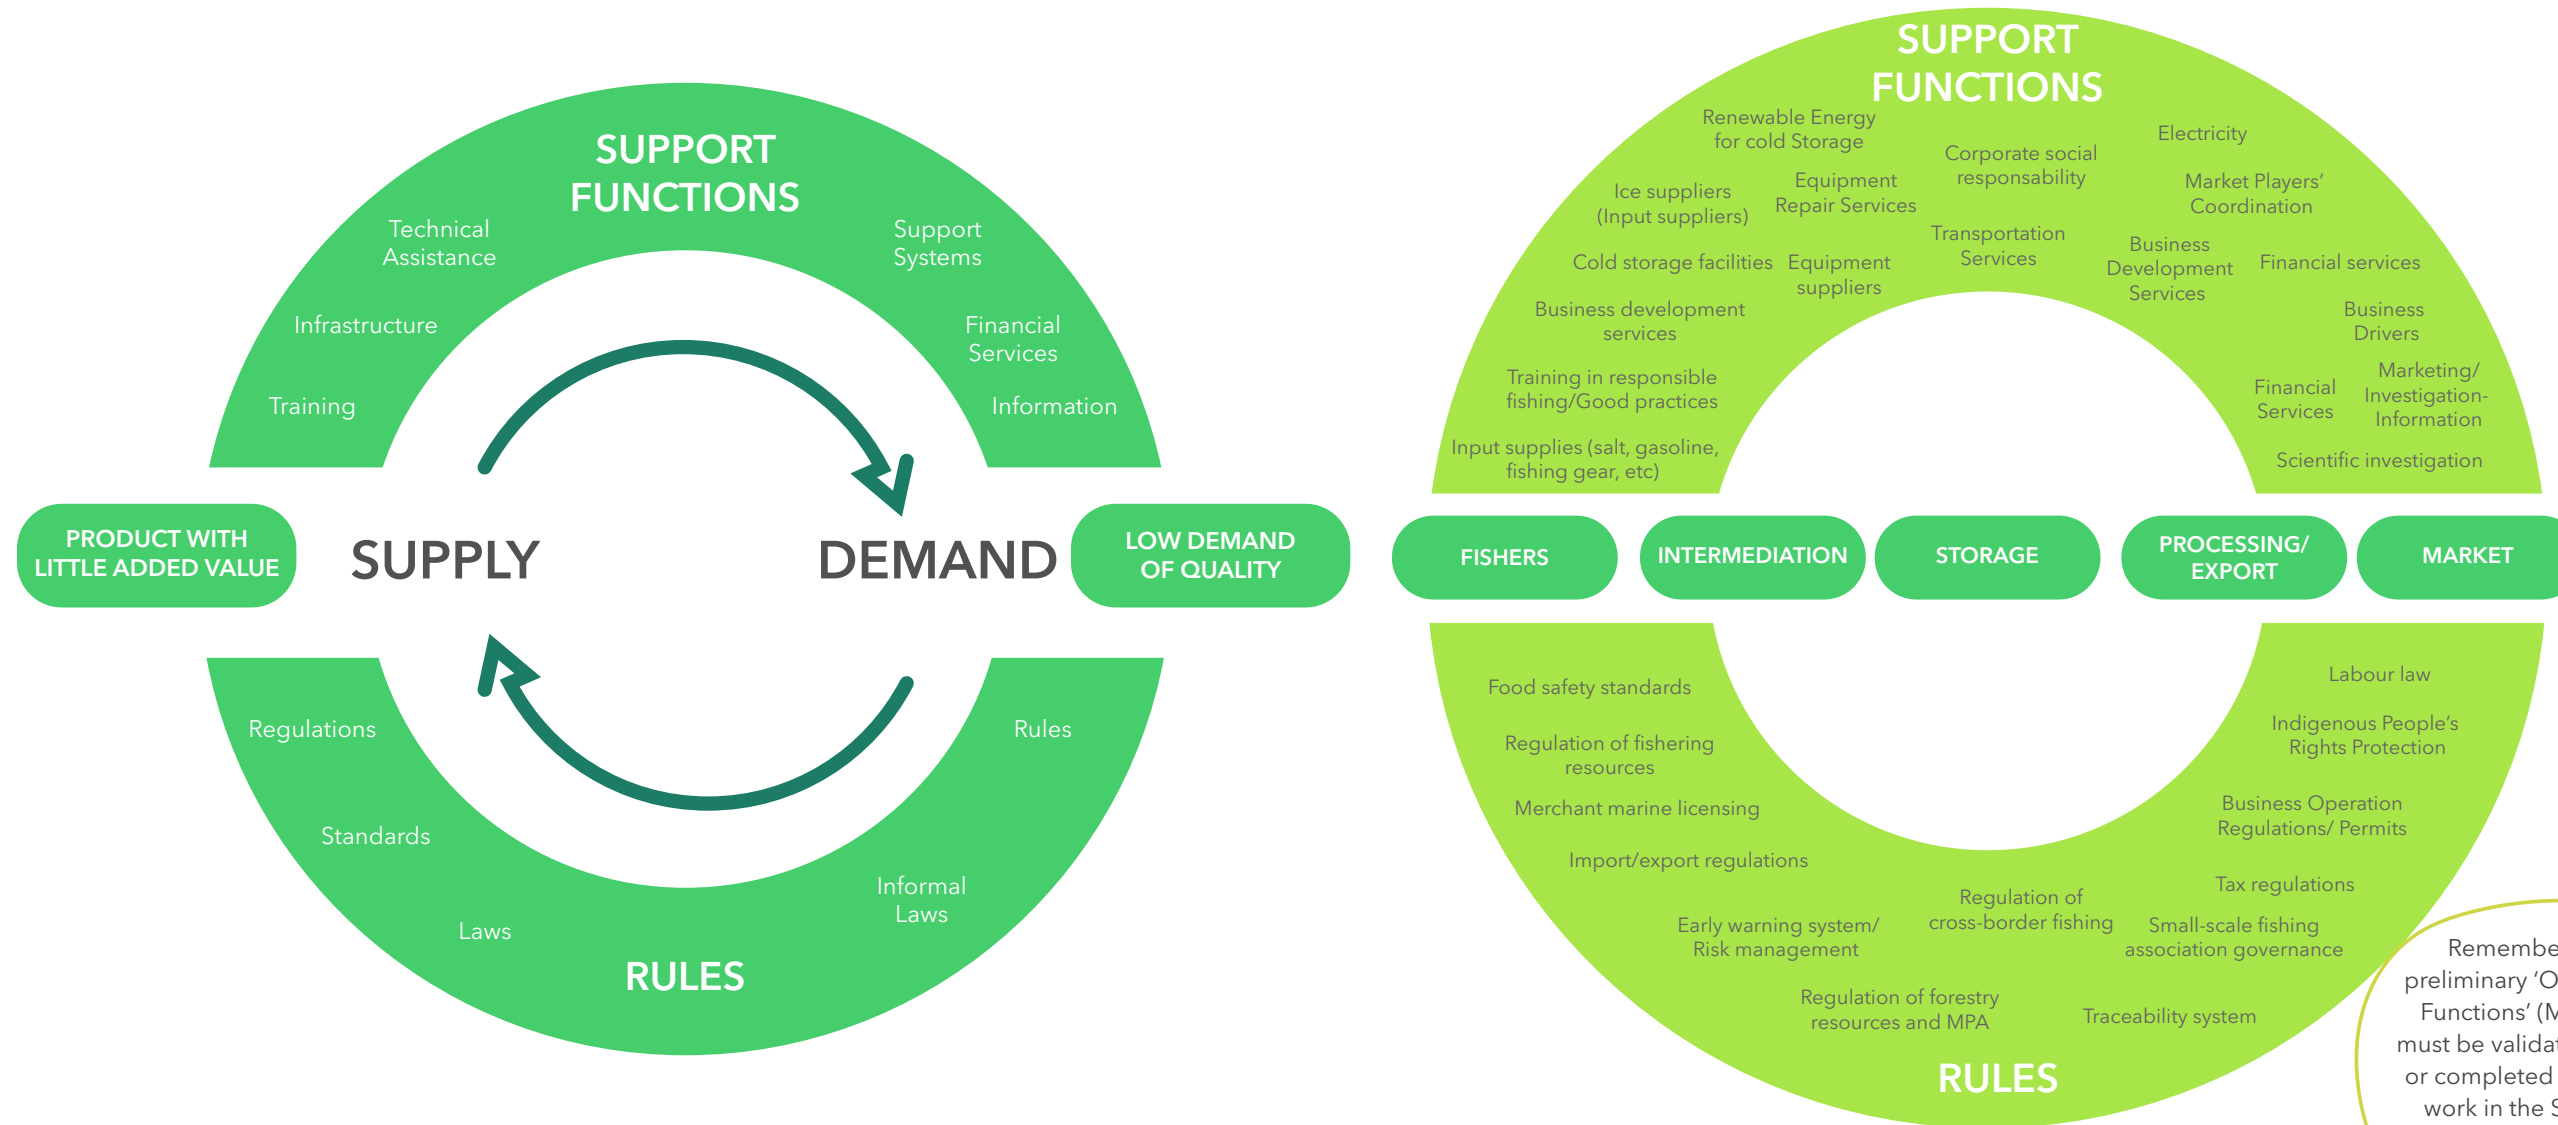 SUPPORT
FUNCTIONS
Technical
Assistance
Support
Systems
Infrastructure
Financial
Services
Training
Information
PRODUCT WITH
LITTLE ADDED VALUE
SUPPLY
DEMAND
LOW DEMAND
OF QUALITY
Regulations
Rules
Standards
Informal
Laws
Laws
RULES
SUPPORT
FUNCTIONS
Renewable Energy
for cold Storage
Electricity
Corporate social
responsability
Ice suppliers
(Input suppliers)
Equipment
Repair Services
Market Players’
Coordination
Transportation
Services
Cold storage facilities
Equipment
suppliers
Business
Development
Services
Financial services
Business development
services
Business
Drivers
Training in responsible
fishing/Good practices
Financial
Services
Marketing/
Investigation-
Information
Input supplies (salt, gasoline,
fishing gear, etc)
Scientific investigation
FISHERS
INTERMEDIATION
STORAGE
PROCESSING/
EXPORT
MARKET
Food safety standards
Labour law
Regulation of fishering
resources
Indigenous People’s
Rights Protection
Merchant marine licensing
Business Operation
Regulations/ Permits
Import/export regulations
Tax regulations
Early warning system/
Risk management
Regulation of
cross-border fishing
Small-scale fishing
association governance
Regulation of forestry
resources and MPA
Traceability system
RULES
preliminary ‘O
Functions’ (M
must be
or completed
work in the S